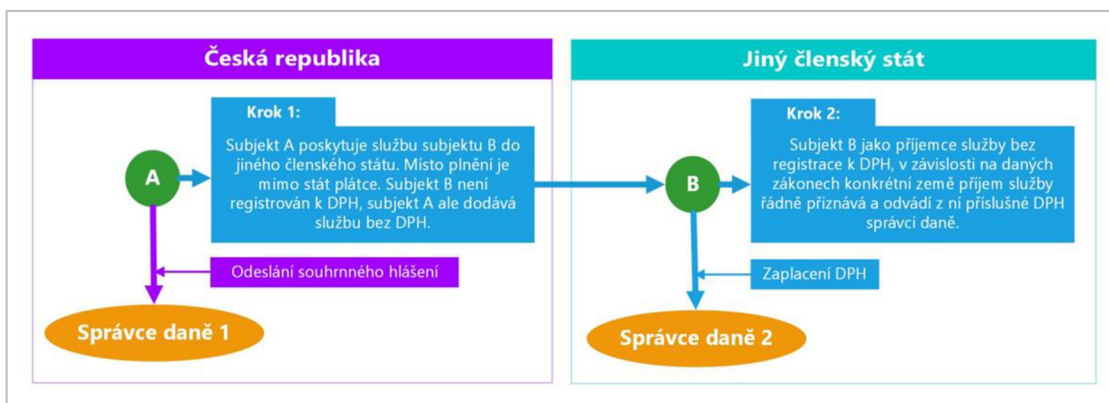 Česká republika
Krok 1:
Subjekt A poskytuje službu subjektu B do
jiného členského státu. Místo plnění je
mimo stát plátce. Subjekt B není
registrován k DPH, subjekt A ale dodává
službu bez DPH.
A
Odeslání souhrnného hlášení
Správce daně 1
Jiný členský stát
Krok 2:
Subjekt B jako příjemce služby bez
registrace k DPH, v závislosti na daných
zákonech konkrétní země příjem služby
řádně přiznává a odvádí z ní příslušné DPH
správci daně.
B
Zaplacení DPH
Správce daně 2